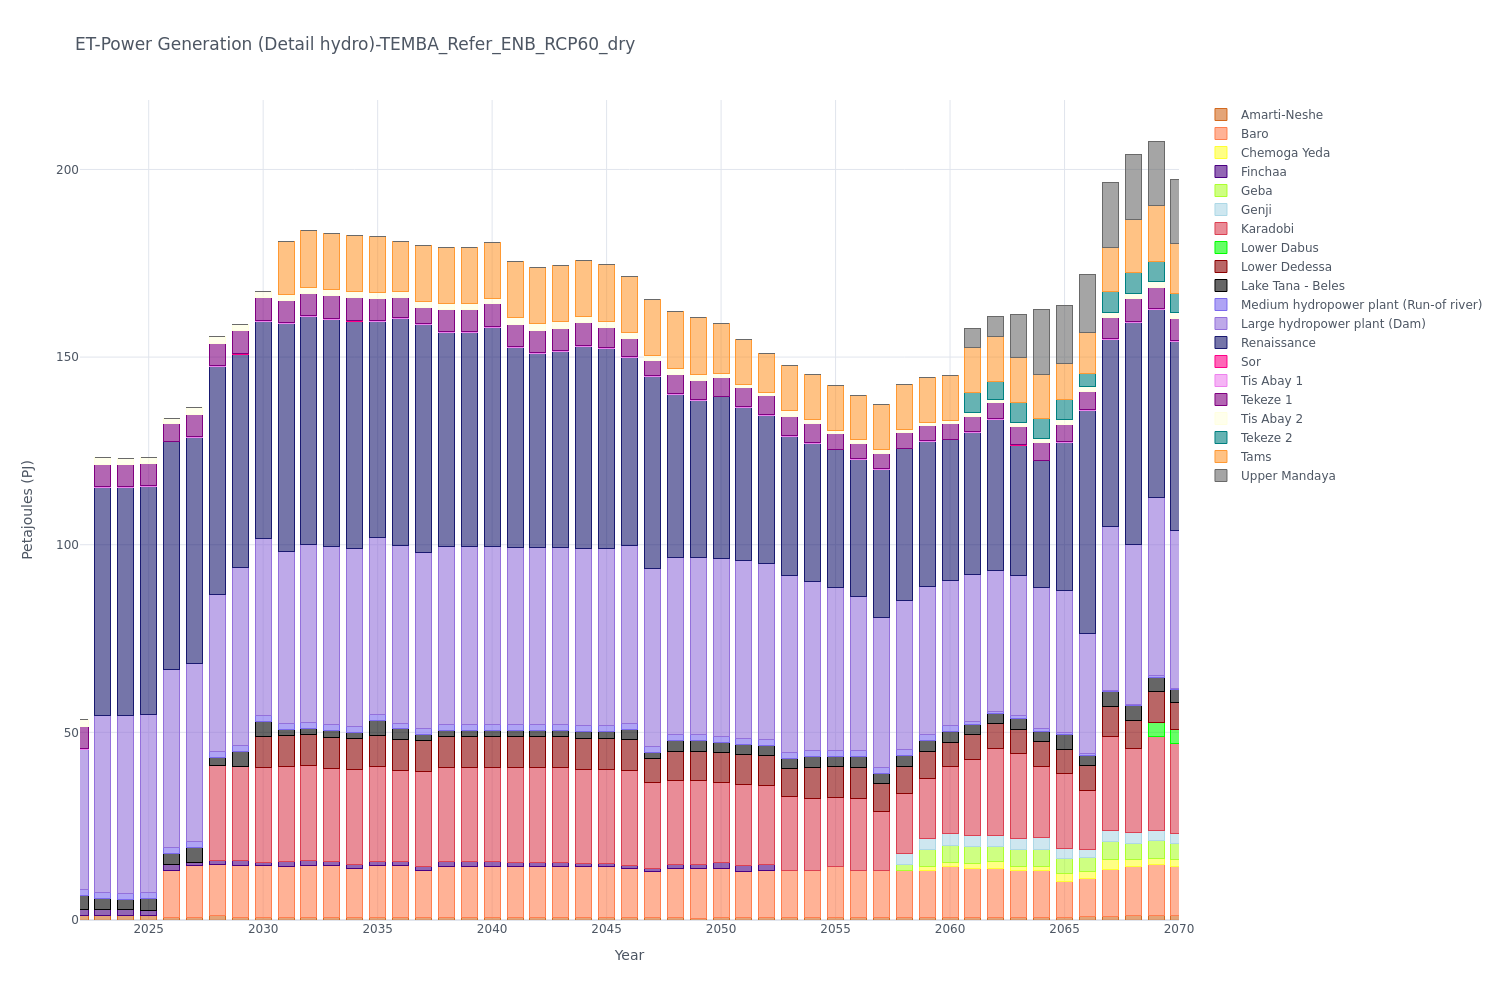 ET-Power Generation (Detail hydro)-TEMBA_Refer_ENB_RCP60_dry
Amarti-Neshe
Baro
Chemoga Yeda
Finchaa
Geba
Genji
Karadobi
Lower Dabus
Lower Dedessa
Lake Tana - Beles
Medium hydropower plant (Run-of river)
Large hydropower plant (Dam)
Renaissance
Sor
Tis Abay 1
Tekeze 1
Tis Abay 2
Tekeze 2
Tams
Upper Mandaya
200
150
100
50
0
Petajoules (PJ)
2025 2030 2035 2040 2045 2050 2055 2060 2065 2070
Year